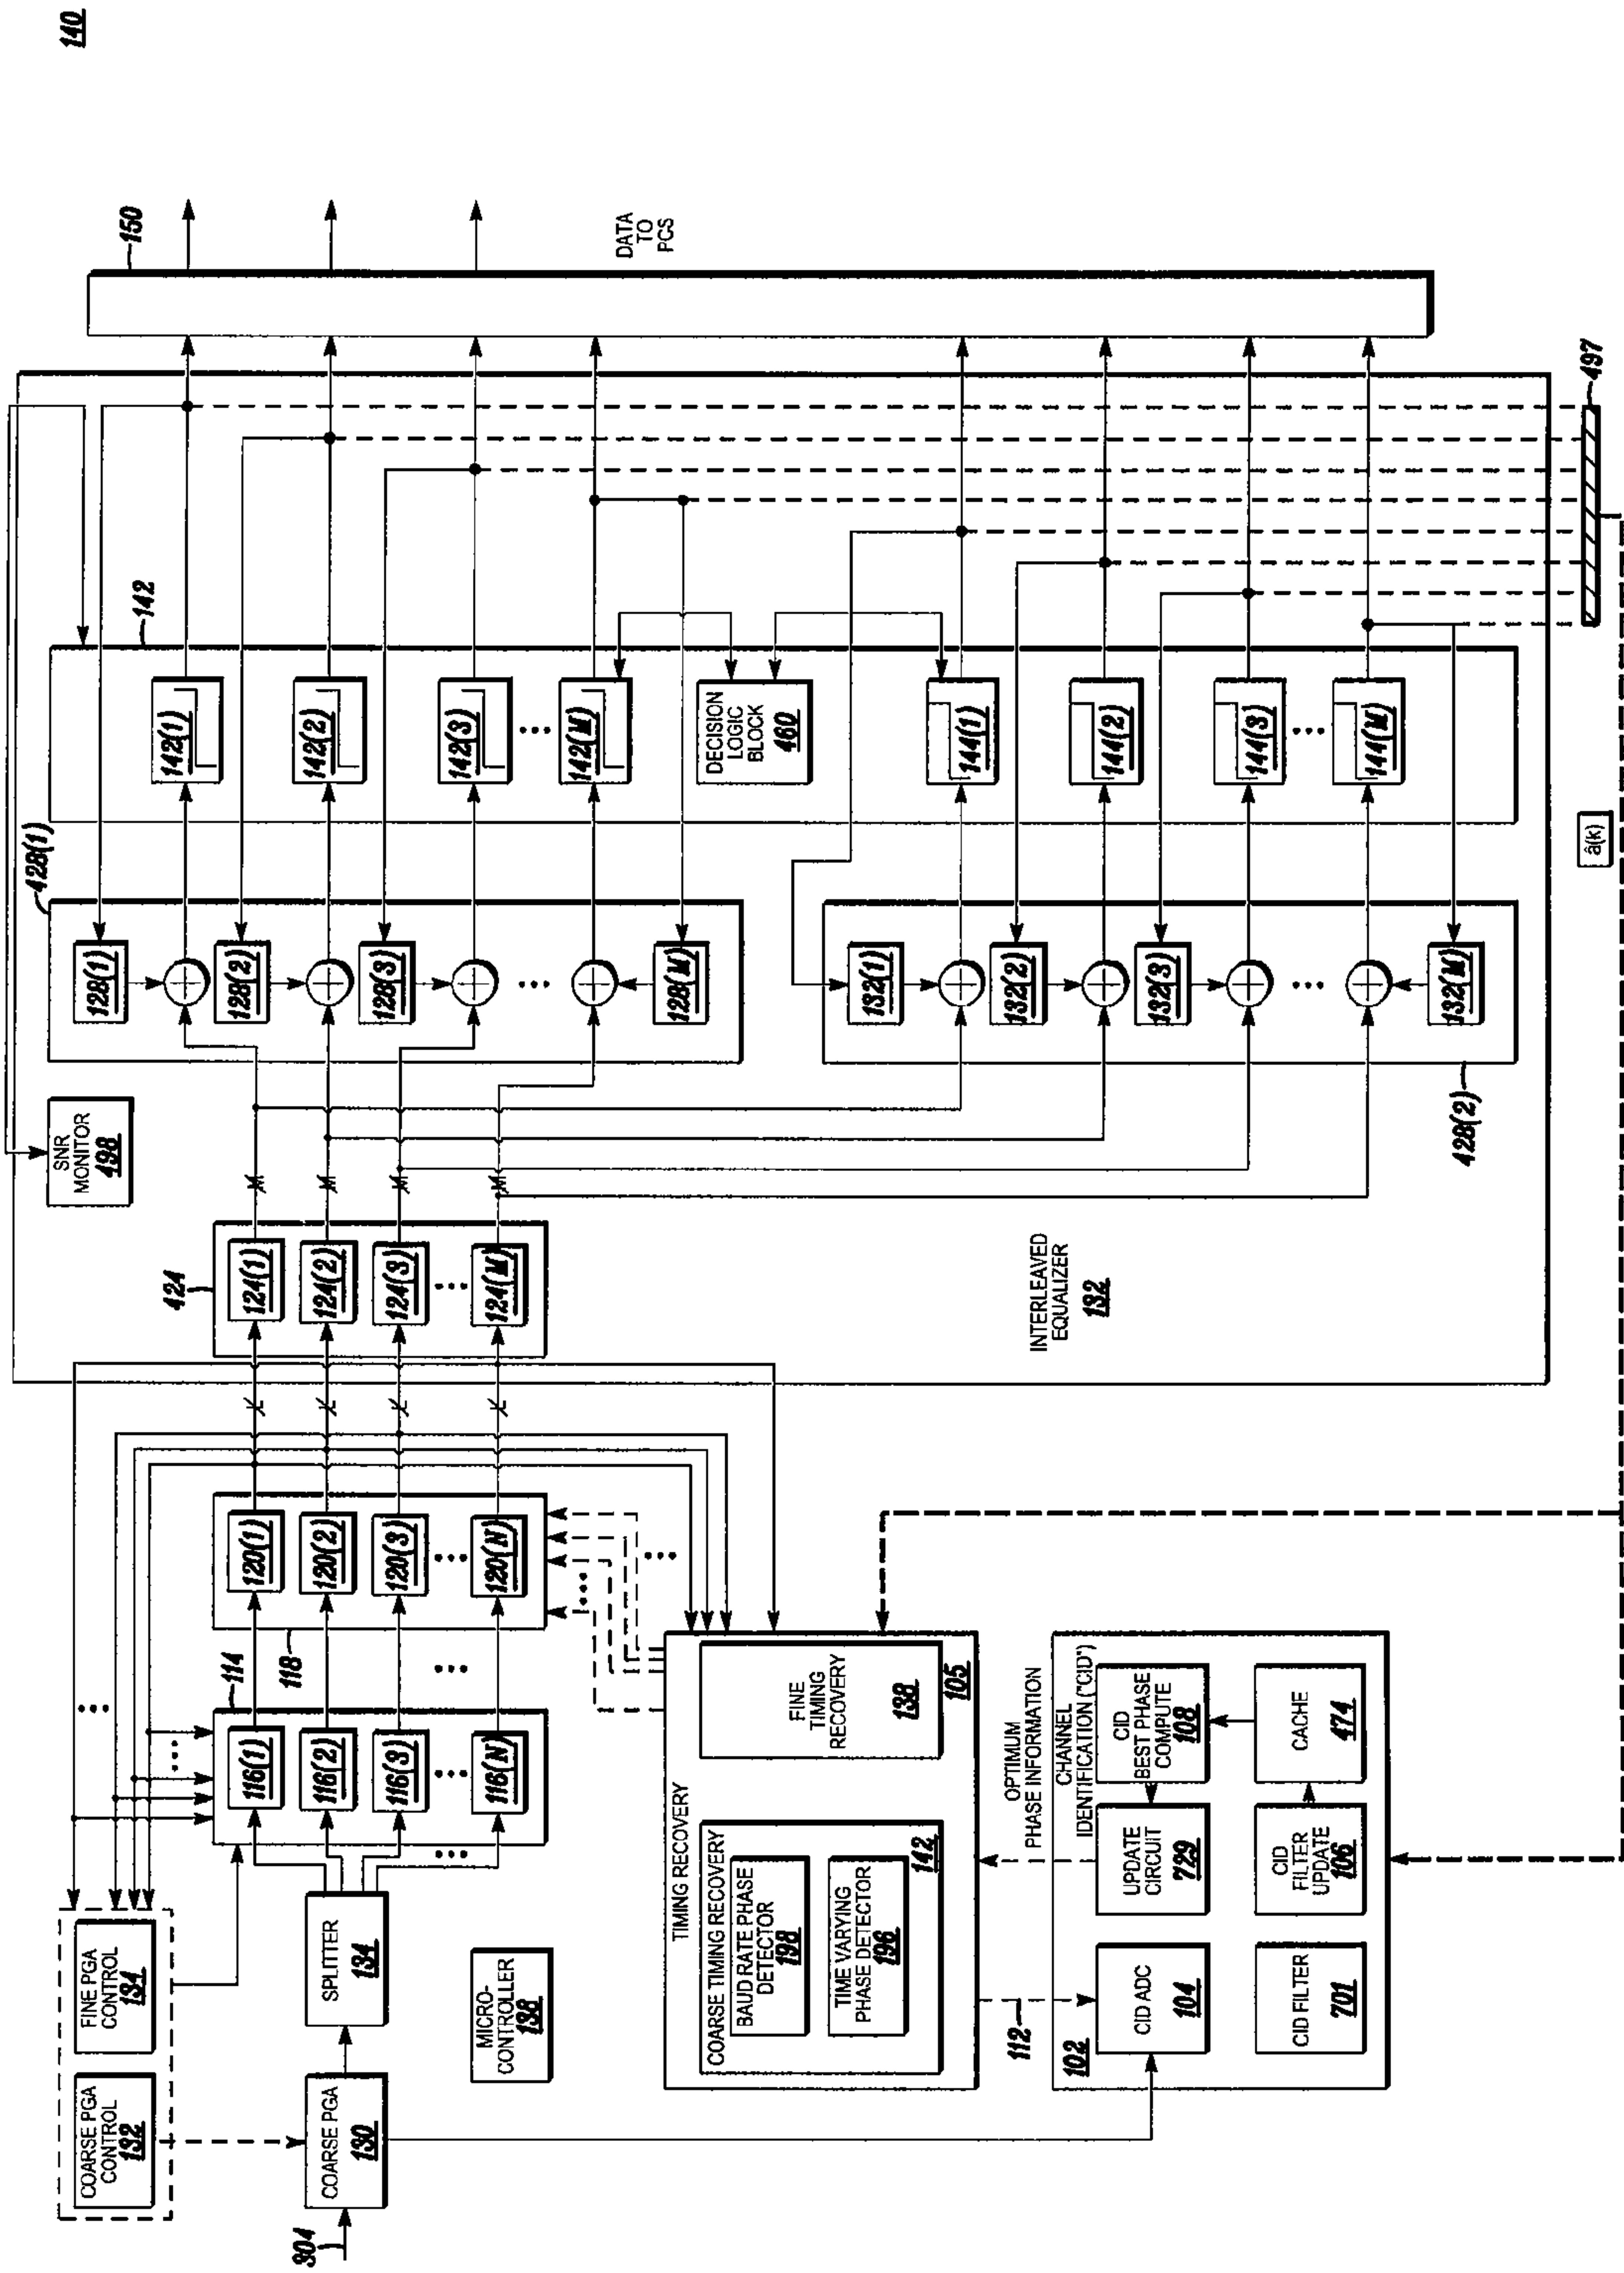 140
304
COARSE PGA
CONTROL
132
FINE PGA
CONTROL
134
COARSE PGA
130
SPLITTER
134
MICRO-
CONTROLLER
138
114
116(1)
116(2)
116(3)
116(N)
118
120(1)
120(2)
120(3)
120(N)
L
L
L
L
424
124(1)
124(2)
124(3)
124(M)
M
M
M
M
SNR
MONITOR
498
INTERLEAVED
EQUALIZER
132
428(1)
128(1)
128(2)
128(3)
128(M)
428(2)
132(1)
132(2)
132(3)
132(M)
142
142(1)
142(2)
142(3)
142(M)
DECISION
LOGIC
BLOCK
460
144(1)
144(2)
144(3)
144(M)
150
DATA
TO
PCS
497
â(k)
TIMING RECOVERY
COARSE TIMING RECOVERY
142
BAUD RATE PHASE
DETECTOR
198
TIME VARYING
PHASE DETECTOR
196
FINE
TIMING
RECOVERY
138
105
112
OPTIMUM
PHASE INFORMATION
102
CHANNEL
IDENTIFICATION ("CID")
CID ADC
104
UPDATE
CIRCUIT
729
CID
BEST PHASE
COMPUTE
108
CID FILTER
701
CID
FILTER
UPDATE
106
CACHE
474